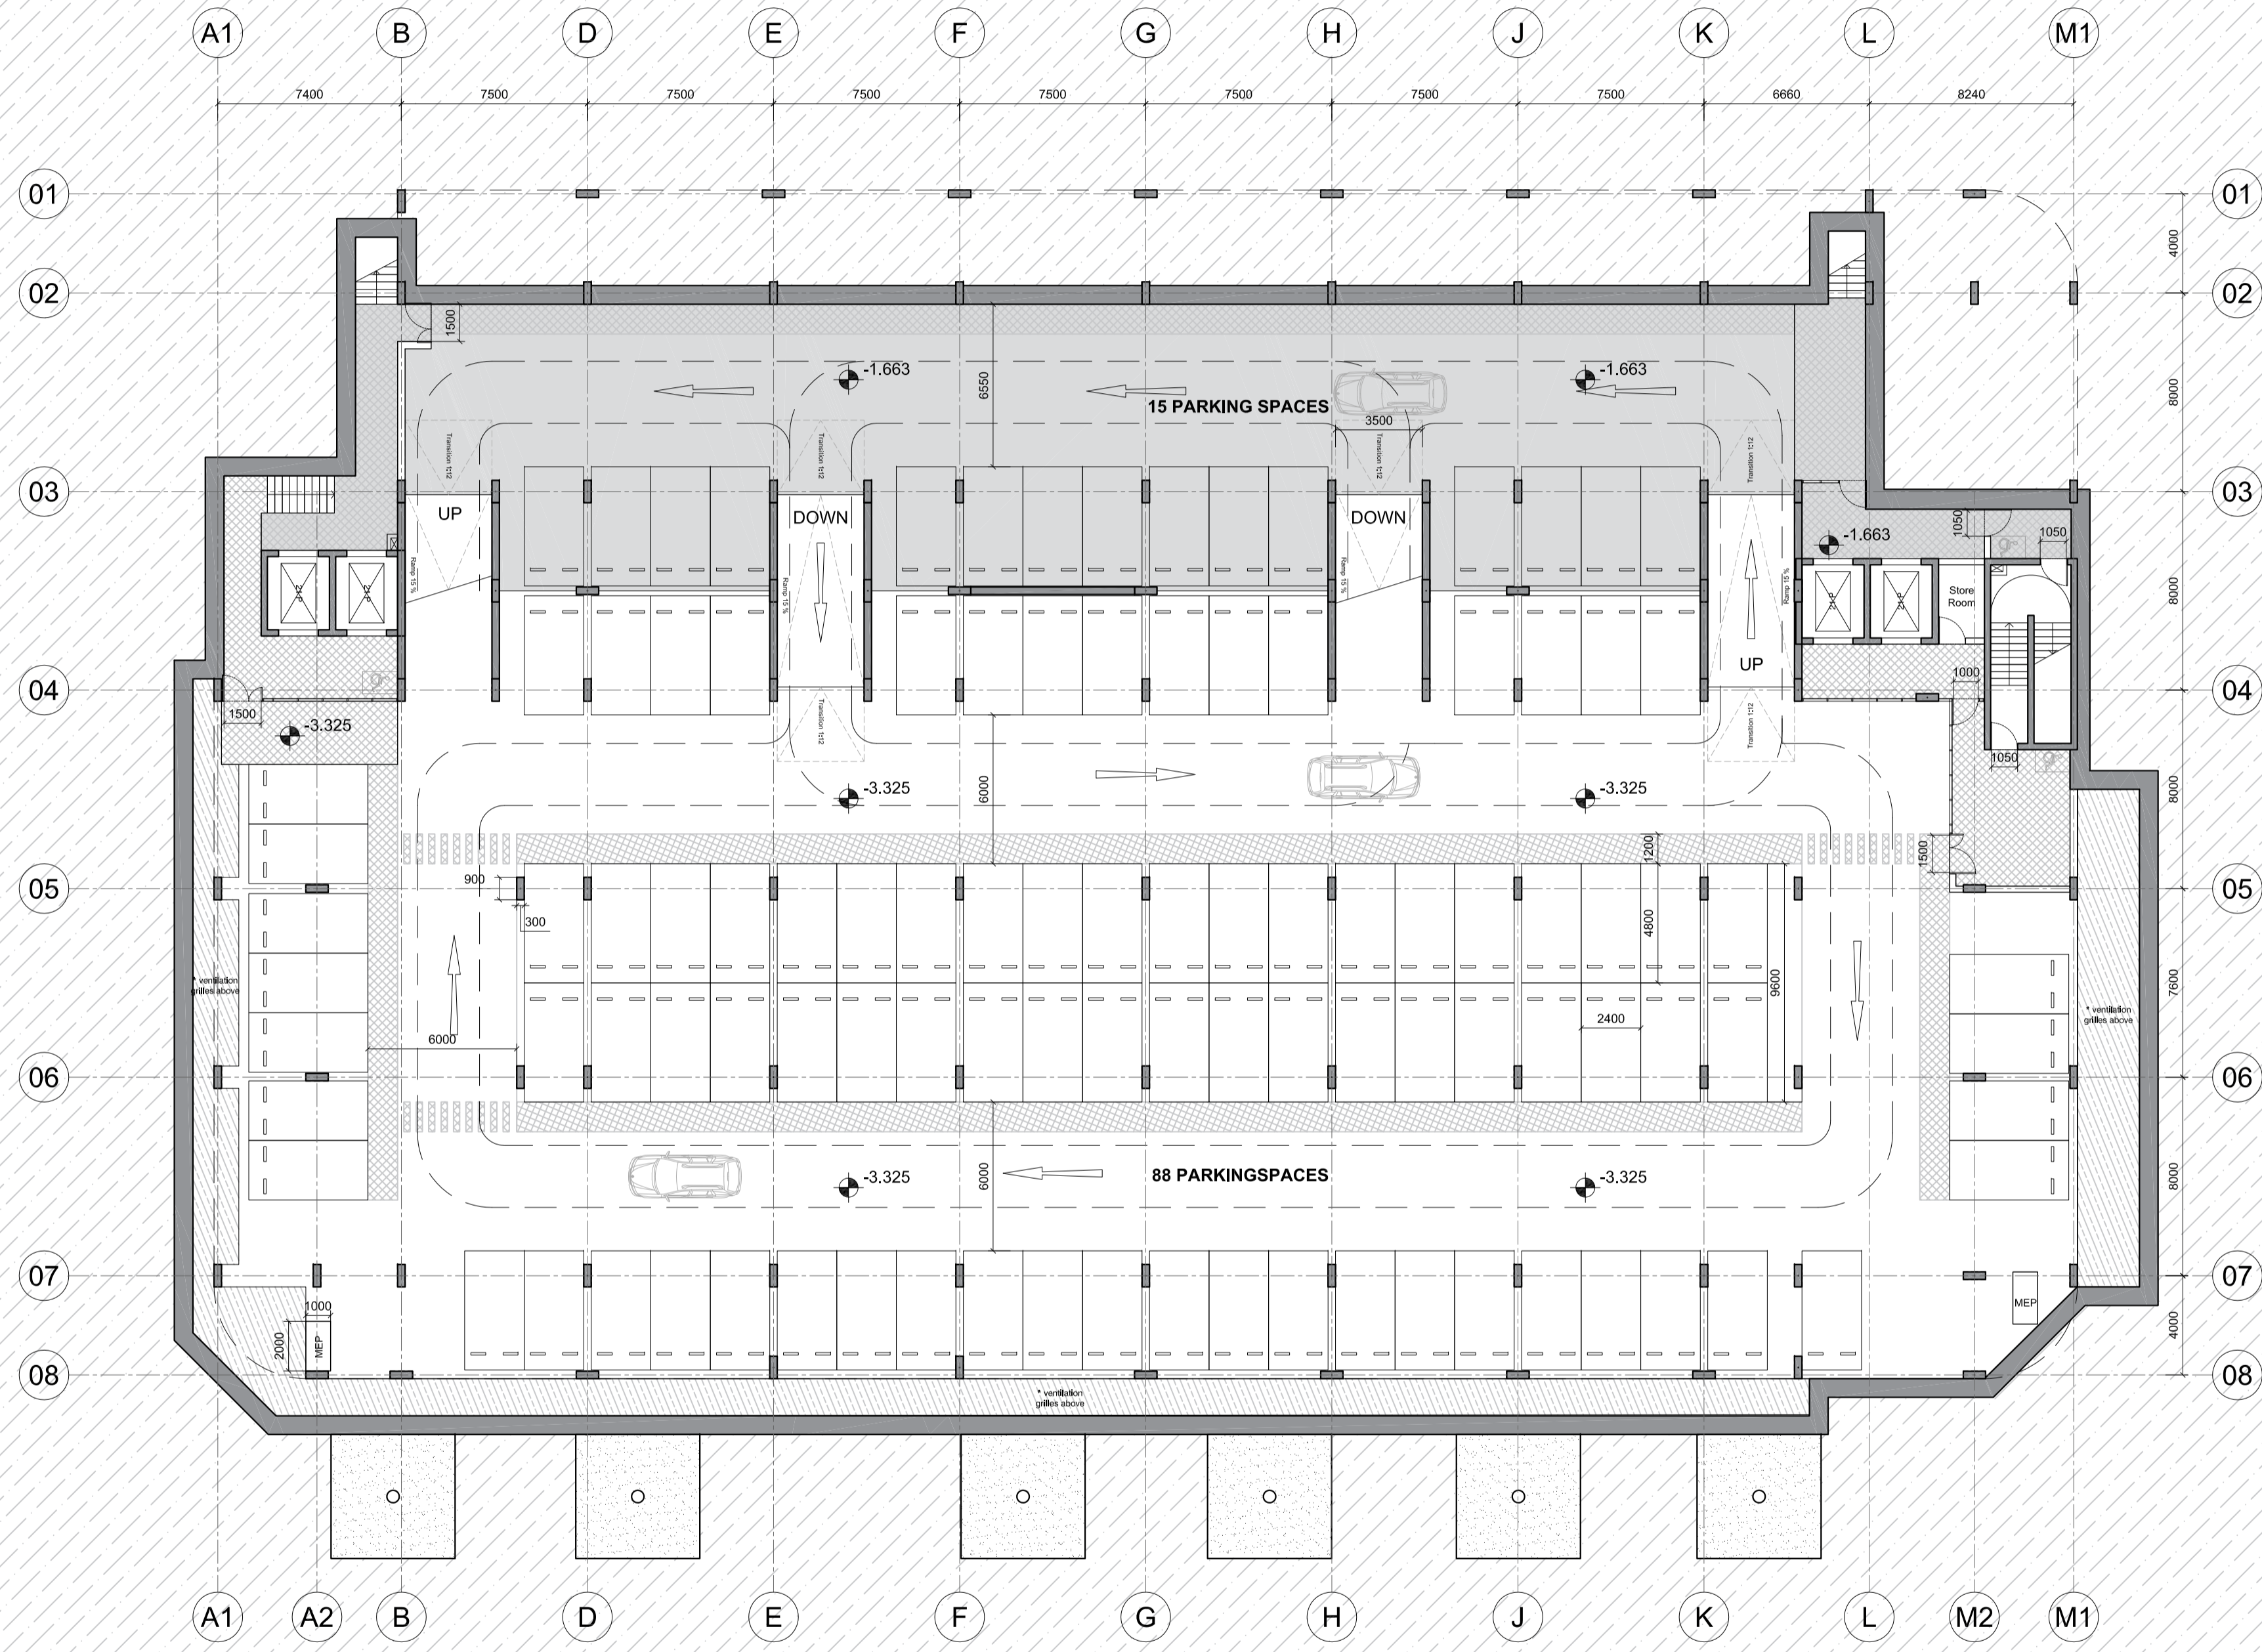 A1 B D E F G H J K L M1
7400 7500 7500 7500 7500 7500 7500 7500 6660 8240
01 01
4000
02 02
1500
8000
-1.663 -1.663
6550
15 PARKING SPACES
3500
Transition 1:12 Transition 1:12 Transition 1:12 Transition 1:12
03 03
UP DOWN DOWN 1050 1050
-1.663
Ramp 15 % Ramp 15 % Ramp 15 % Ramp 15 %
21-P 21-P 21-P 21-P Store
Room
8000
UP
1000
04 04
1500
-3.325
Transition 1:12 Transition 1:12
1050
6000 -3.325 -3.325
8000
1200 1500
900
05 05
300
4800
* ventilation
grilles above
9600 7600
* ventilation
grilles above
2400
6000
06 06
6000 88 PARKINGSPACES
-3.325 -3.325
8000
07 07
1000
MEP
2000 MEP
4000
08 08
* ventilation
grilles above
A1 A2 B D E F G H J K L M2 M1